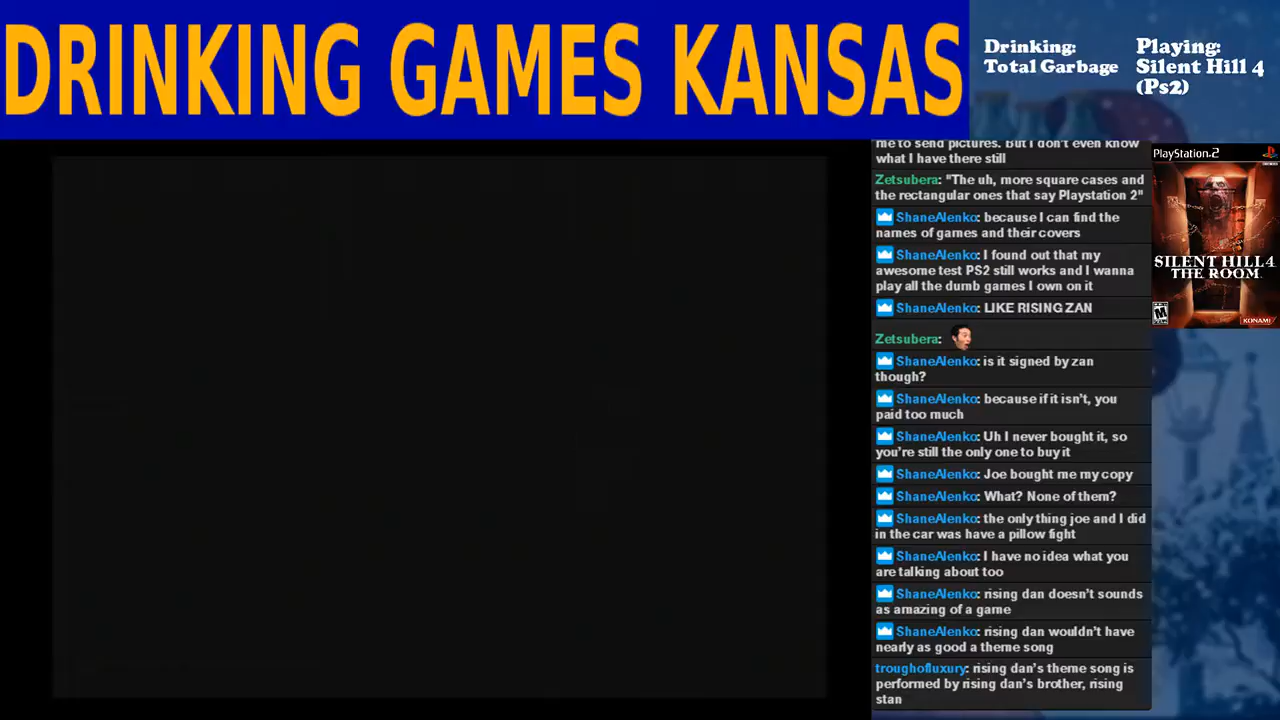 DRINKING GAMES KANSAS
Drinking:
Total Garbage
Playing:
Silent Hill 4
(Ps2)
me to send pictures. But I don't even know
what I have there still
Zetsubera: "The uh, more square cases and
the rectangular ones that say Playstation 2"
ShaneAlenko: because I can find the
names of games and their covers
ShaneAlenko: I found out that my
awesome test PS2 still works and I wanna
play all the dumb games I own on it
ShaneAlenko: LIKE RISING ZAN
Zetsubera:
ShaneAlenko: is it signed by zan
though?
ShaneAlenko: because if it isn't, you
paid too much
ShaneAlenko: Uh I never bought it, so
you're still the only one to buy it
ShaneAlenko: Joe bought me my copy
ShaneAlenko: What? None of them?
ShaneAlenko: the only thing joe and I did
in the car was have a pillow fight
ShaneAlenko: I have no idea what you
are talking about too
ShaneAlenko: rising dan doesn't sounds
as amazing of a game
ShaneAlenko: rising dan wouldn't have
nearly as good a theme song
troughofluxury: rising dan's theme song is
performed by rising dan's brother, rising
stan
PlayStation.2
SILENT HILL 4
THE ROOM
M
KONAMI